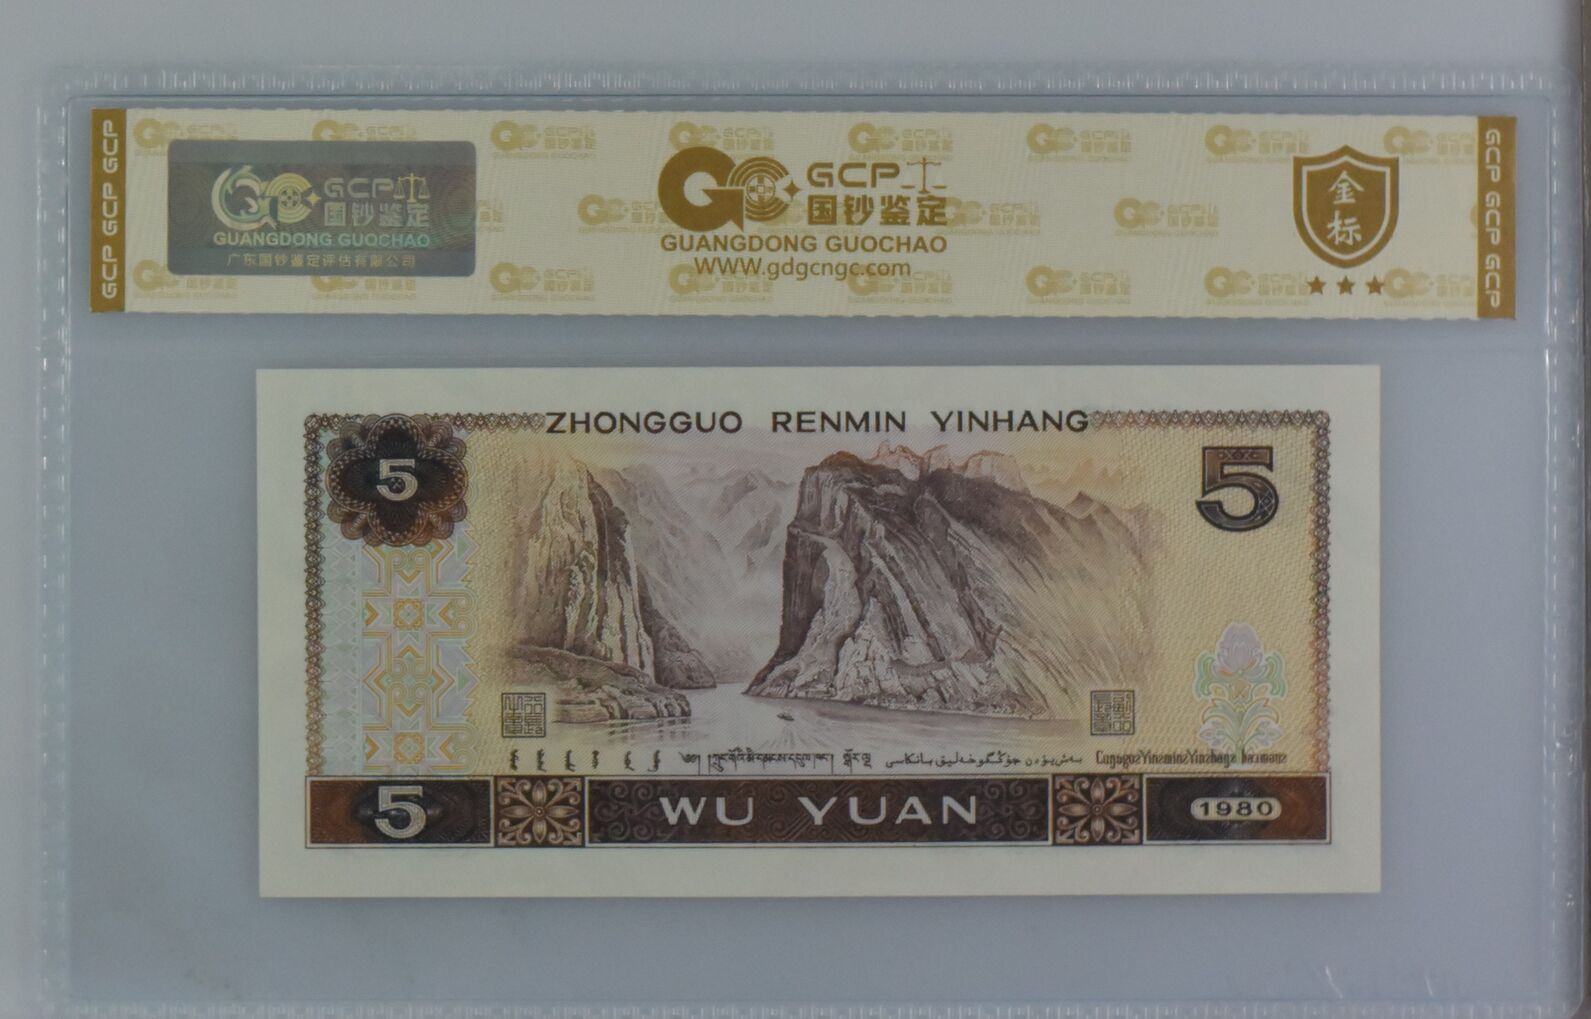 GCP GCP GCP
GCP
国钞鉴定
GUANGDONG GUOCHAO
广东国钞鉴定评估有限公司
GCP
国钞鉴定
GUANGDONG GUOCHAO
WWW.gdgcngc.com
金
标
GCP GCP GCP
ZHONGGUO RENMIN YINHANG
5
5
5 WU YUAN 1980